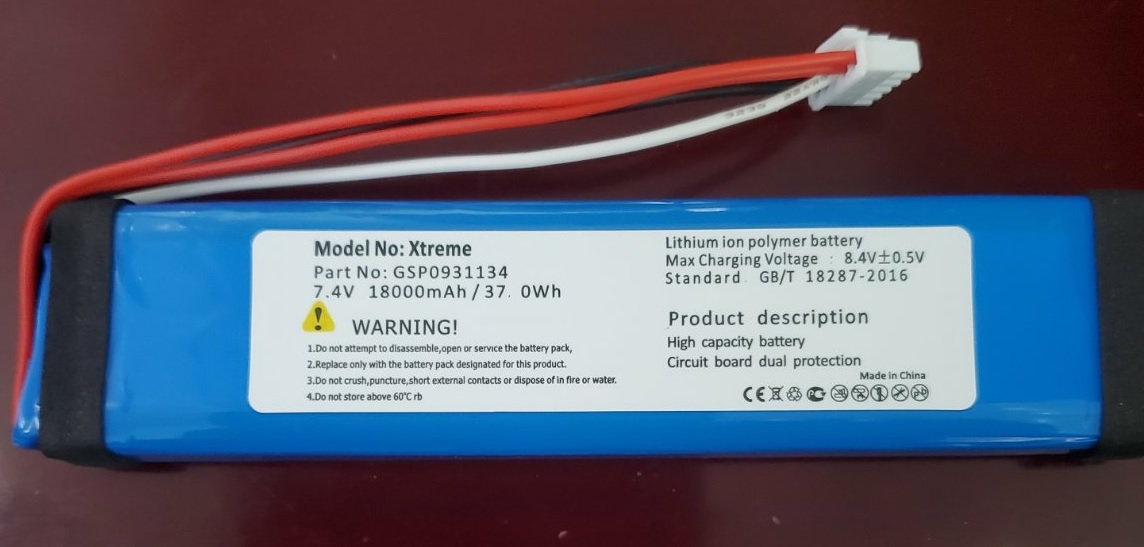 Model No: Xtreme
Part No: GSP0931134
7.4V 18000mAh/37. 0Wh
WARNING!
1.Do not attempt to disassemble,open or service the battery pack,
2.Replace only with the battery pack designated for this product.
3.Do not crush,puncture,short external contacts or dispose of in fire or water.
4.Do not store above 60℃ rb
Lithium ion polymer battery
Max Charging Voltage : 8.4V±0.5V
Standard GB/T 18287-2016
Product description
High capacity battery
Circuit board dual protection
Made in China
CE